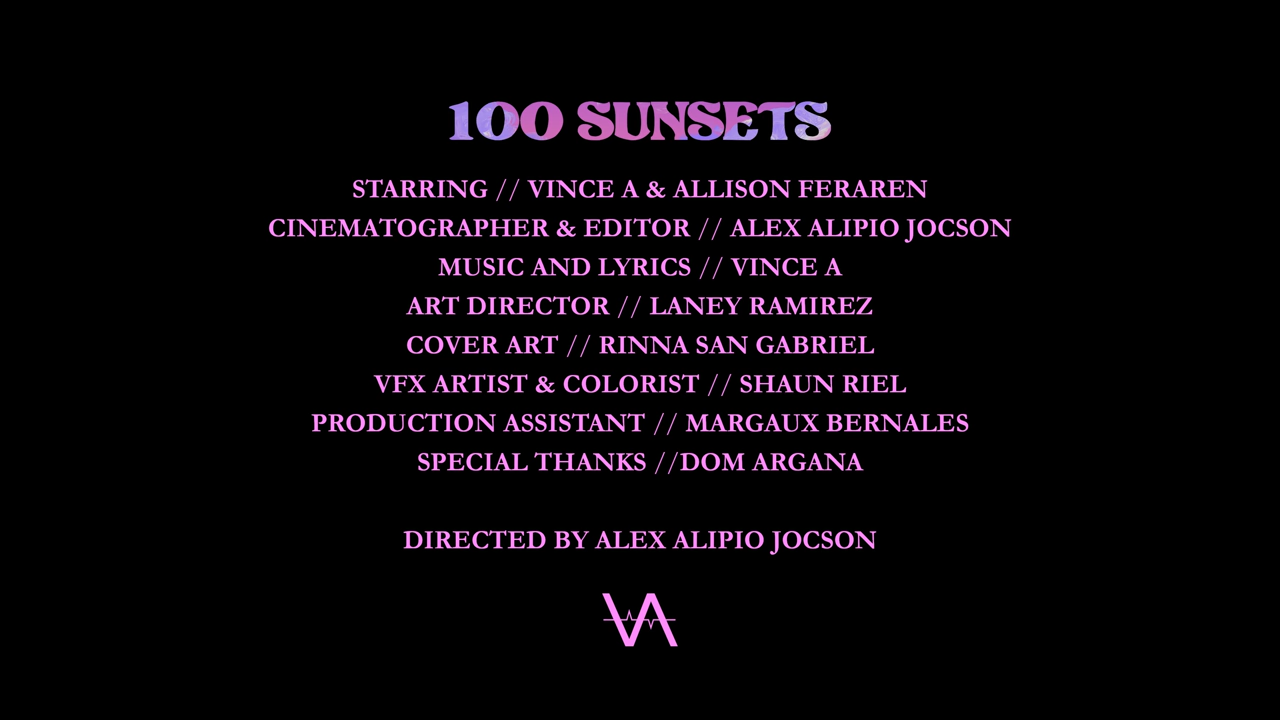 100 SUNSETS
STARRING // VINCE A & ALLISON FERAREN
CINEMATOGRAPHER & EDITOR // ALEX ALIPIO JOCSON
MUSIC AND LYRICS // VINCE A
ART DIRECTOR // LANEY RAMIREZ
COVER ART // RINNA SAN GABRIEL
VFX ARTIST & COLORIST // SHAUN RIEL
PRODUCTION ASSISTANT // MARGAUX BERNALES
SPECIAL THANKS //DOM ARGANA
DIRECTED BY ALEX ALIPIO JOCSON
VA